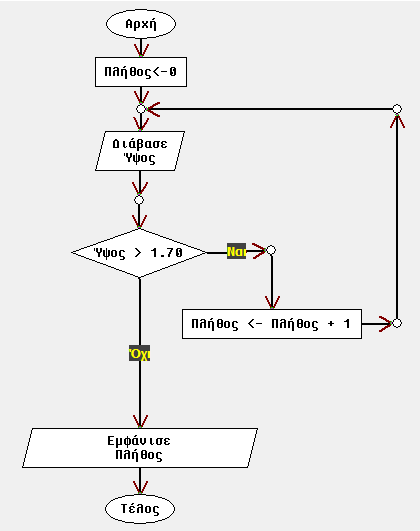 Αρχή
Πλήθος<-0
Διάβασε
Ύψος
Ύψος > 1.70
Ναι
Πλήθος <- Πλήθος + 1
Όχι
Εμφάνισε
Πλήθος
Τέλος